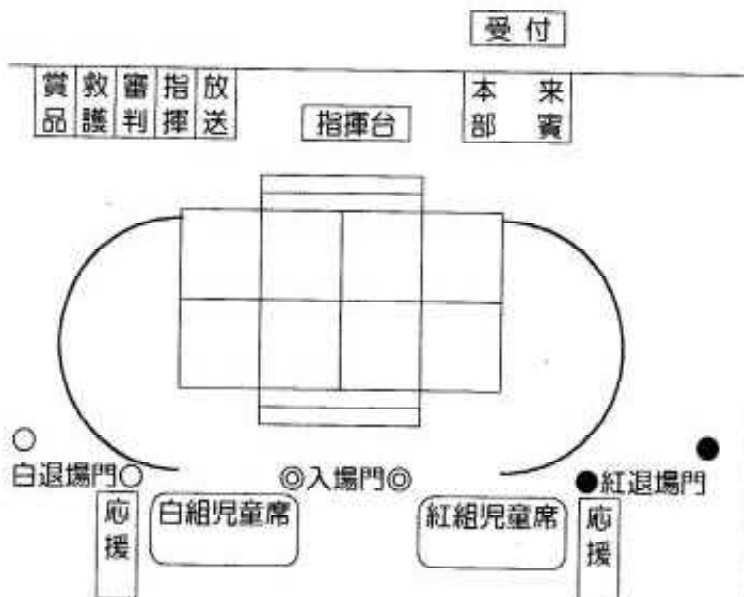 受付
賞品
救護
審判
指揮
放送
本部
来賓
指揮台
白退場門
入場門
紅退場門
応援
白組児童席
紅組児童席
応援